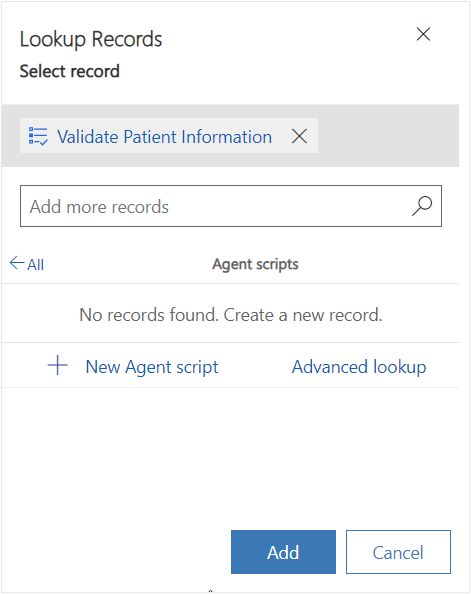 Lookup Records
Select record
Validate Patient Information
Add more records
All
Agent scripts
No records found. Create a new record.
New Agent script
Advanced lookup
Add
Cancel